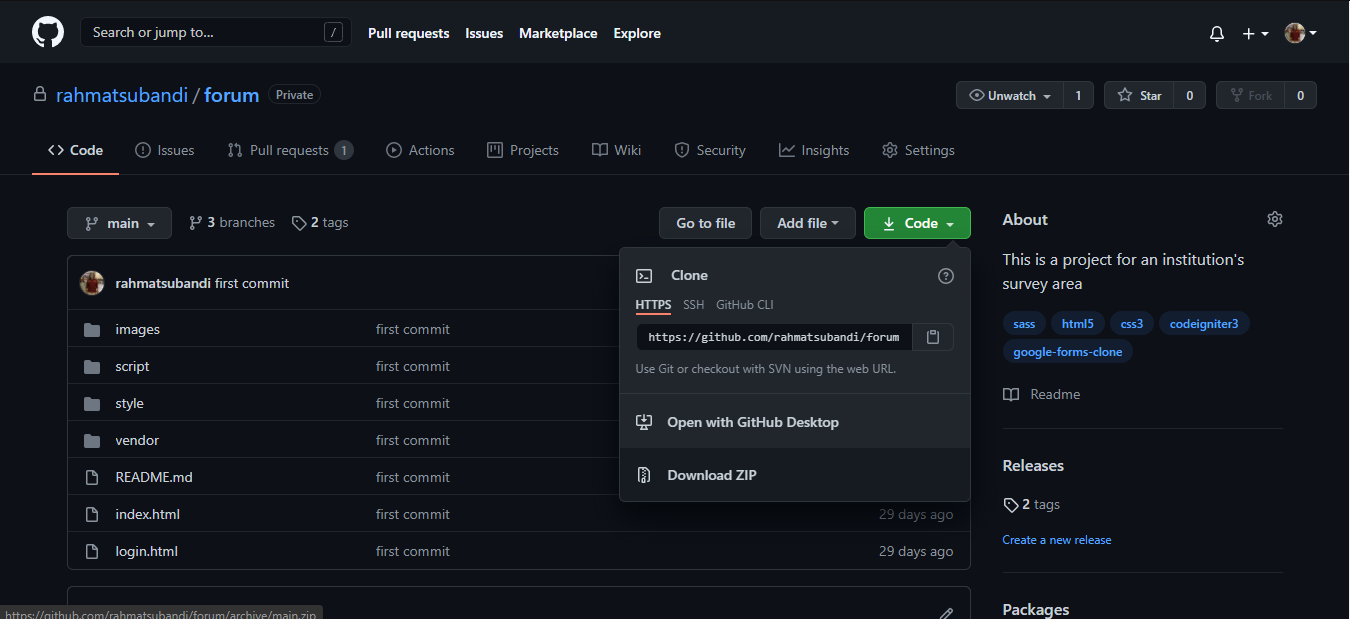 Search or jump to... /
Pull requests Issues Marketplace Explore
rahmatsubandi / forum Private
Unwatch 1 Star 0 Fork 0
Code Issues Pull requests 1 Actions Projects Wiki Security Insights Settings
main 3 branches 2 tags
Go to file Add file Code
rahmatsubandi first commit
images first commit
script first commit
style first commit
vendor first commit
README.md first commit
index.html first commit 29 days ago
login.html first commit 29 days ago
Clone
HTTPS SSH GitHub CLI
https://github.com/rahmatsubandi/forum
Use Git or checkout with SVN using the web URL.
Open with GitHub Desktop
Download ZIP
About
This is a project for an institution's
survey area
sass html5 css3 codeigniter3
google-forms-clone
Readme
Releases
2 tags
Create a new release
Packages
https://github.com/rahmatsubandi/forum/archive/main.zip